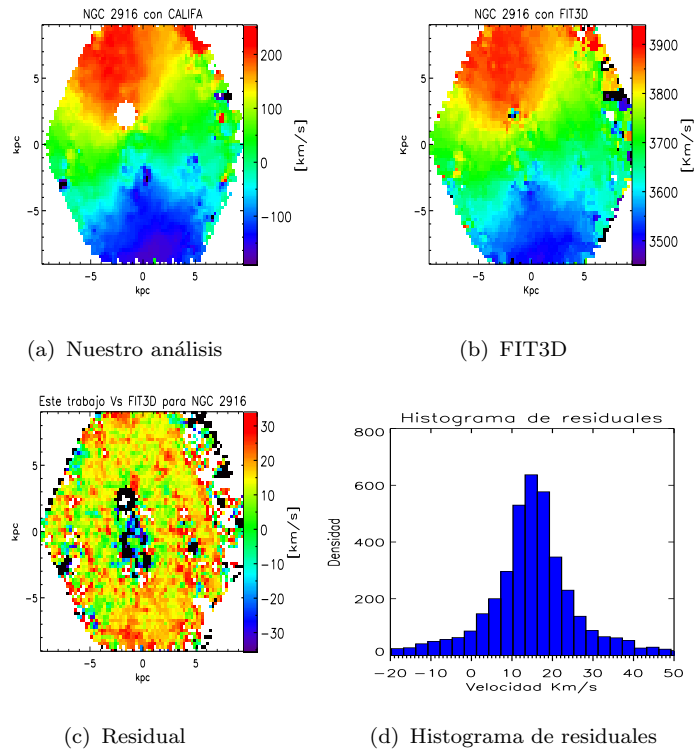 NGC 2916 con CALIFA
5
0
−5
kpc
−5 0 5
kpc
200
100
0
−100
[km/s]
(a) Nuestro análisis
NGC 2916 con FIT3D
5
0
−5
kpc
−5 0 5
Kpc
3900
3800
3700
3600
3500
[km/s]
(b) FIT3D
Este trabajo Vs FIT3D para NGC 2916
5
0
−5
kpc
−5 0 5
kpc
30
20
10
0
−10
−20
−30
[km/s]
(c) Residual
Histograma de residuales
800
600
400
200
0
Densidad
−20 −10 0 10 20 30 40 50
Velocidad Km/s
(d) Histograma de residuales